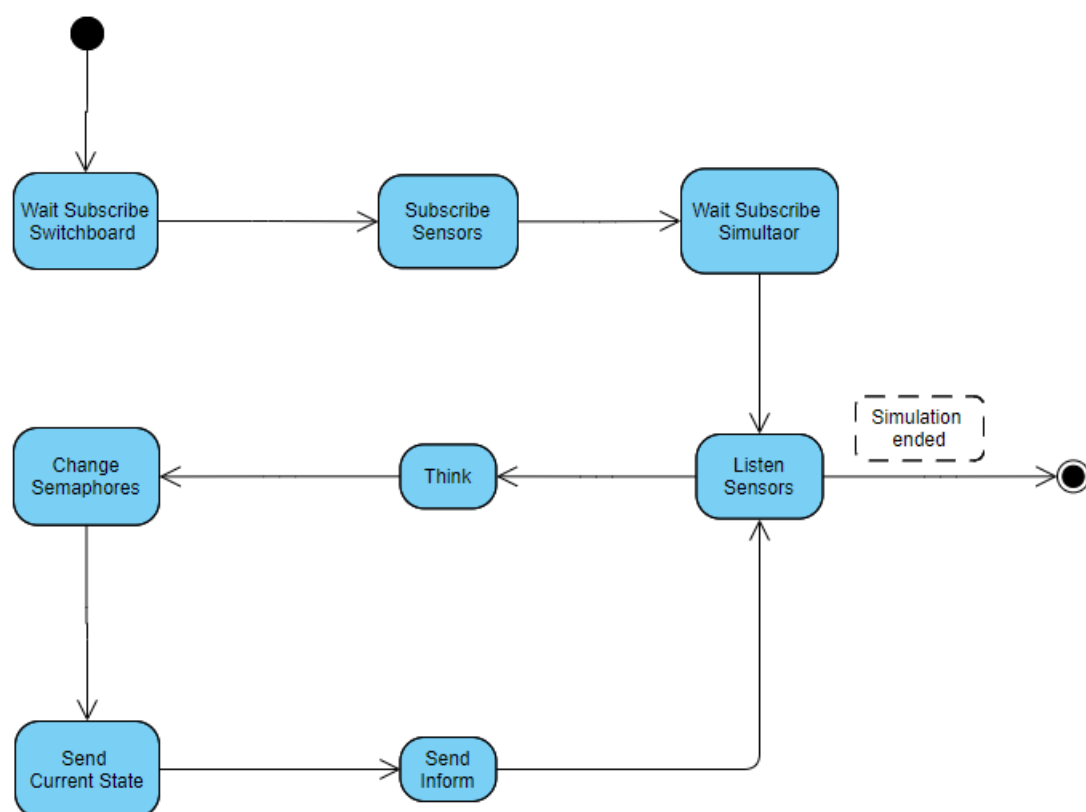 Wait Subscribe
Switchboard
Subscribe
Sensors
Wait Subscribe
Simultaor
Simulation
ended
Change
Semaphores
Think
Listen
Sensors
Send
Current State
Send
Inform